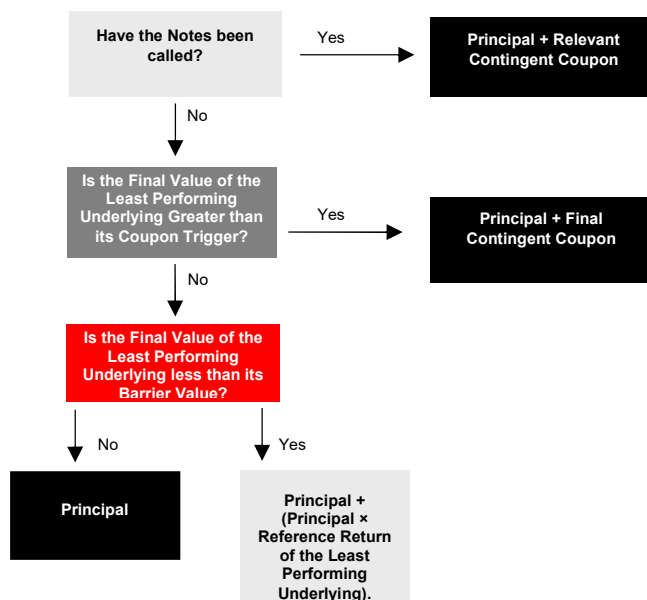 Have the Notes been
called?
Yes
Principal + Relevant
Contingent Coupon
No
Is the Final Value of the
Least Performing
Underlying Greater than
its Coupon Trigger?
Yes
Principal + Final
Contingent Coupon
No
Is the Final Value of the
Least Performing
Underlying less than its
Barrier Value?
No
Yes
Principal
Principal +
(Principal ×
Reference Return
of the Least
Performing
Underlying).